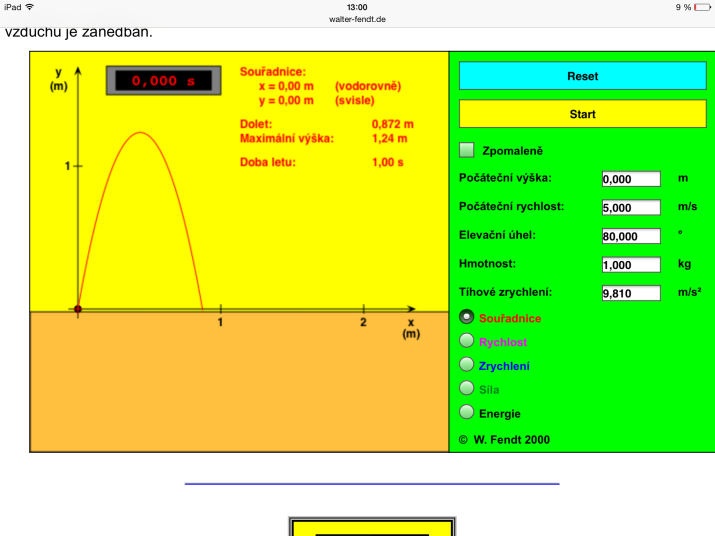 iPad
13:00
9 %
walter-fendt.de
vzduchu je zanedbán.
y
(m)
0,000 s
Souřadnice:
x = 0,00 m (vodorovně)
y = 0,00 m (svisle)
Dolet: 0,872 m
Maximální výška: 1,24 m
Doba letu: 1,00 s
1
1
2
x
(m)
Reset
Start
Zpomaleně
Počáteční výška: 0,000 m
Počáteční rychlost: 5,000 m/s
Elevační úhel: 80,000 °
Hmotnost: 1,000 kg
Tíhové zrychlení: 9,810 m/s²
Souřadnice
Rychlost
Zrychlení
Síla
Energie
© W. Fendt 2000